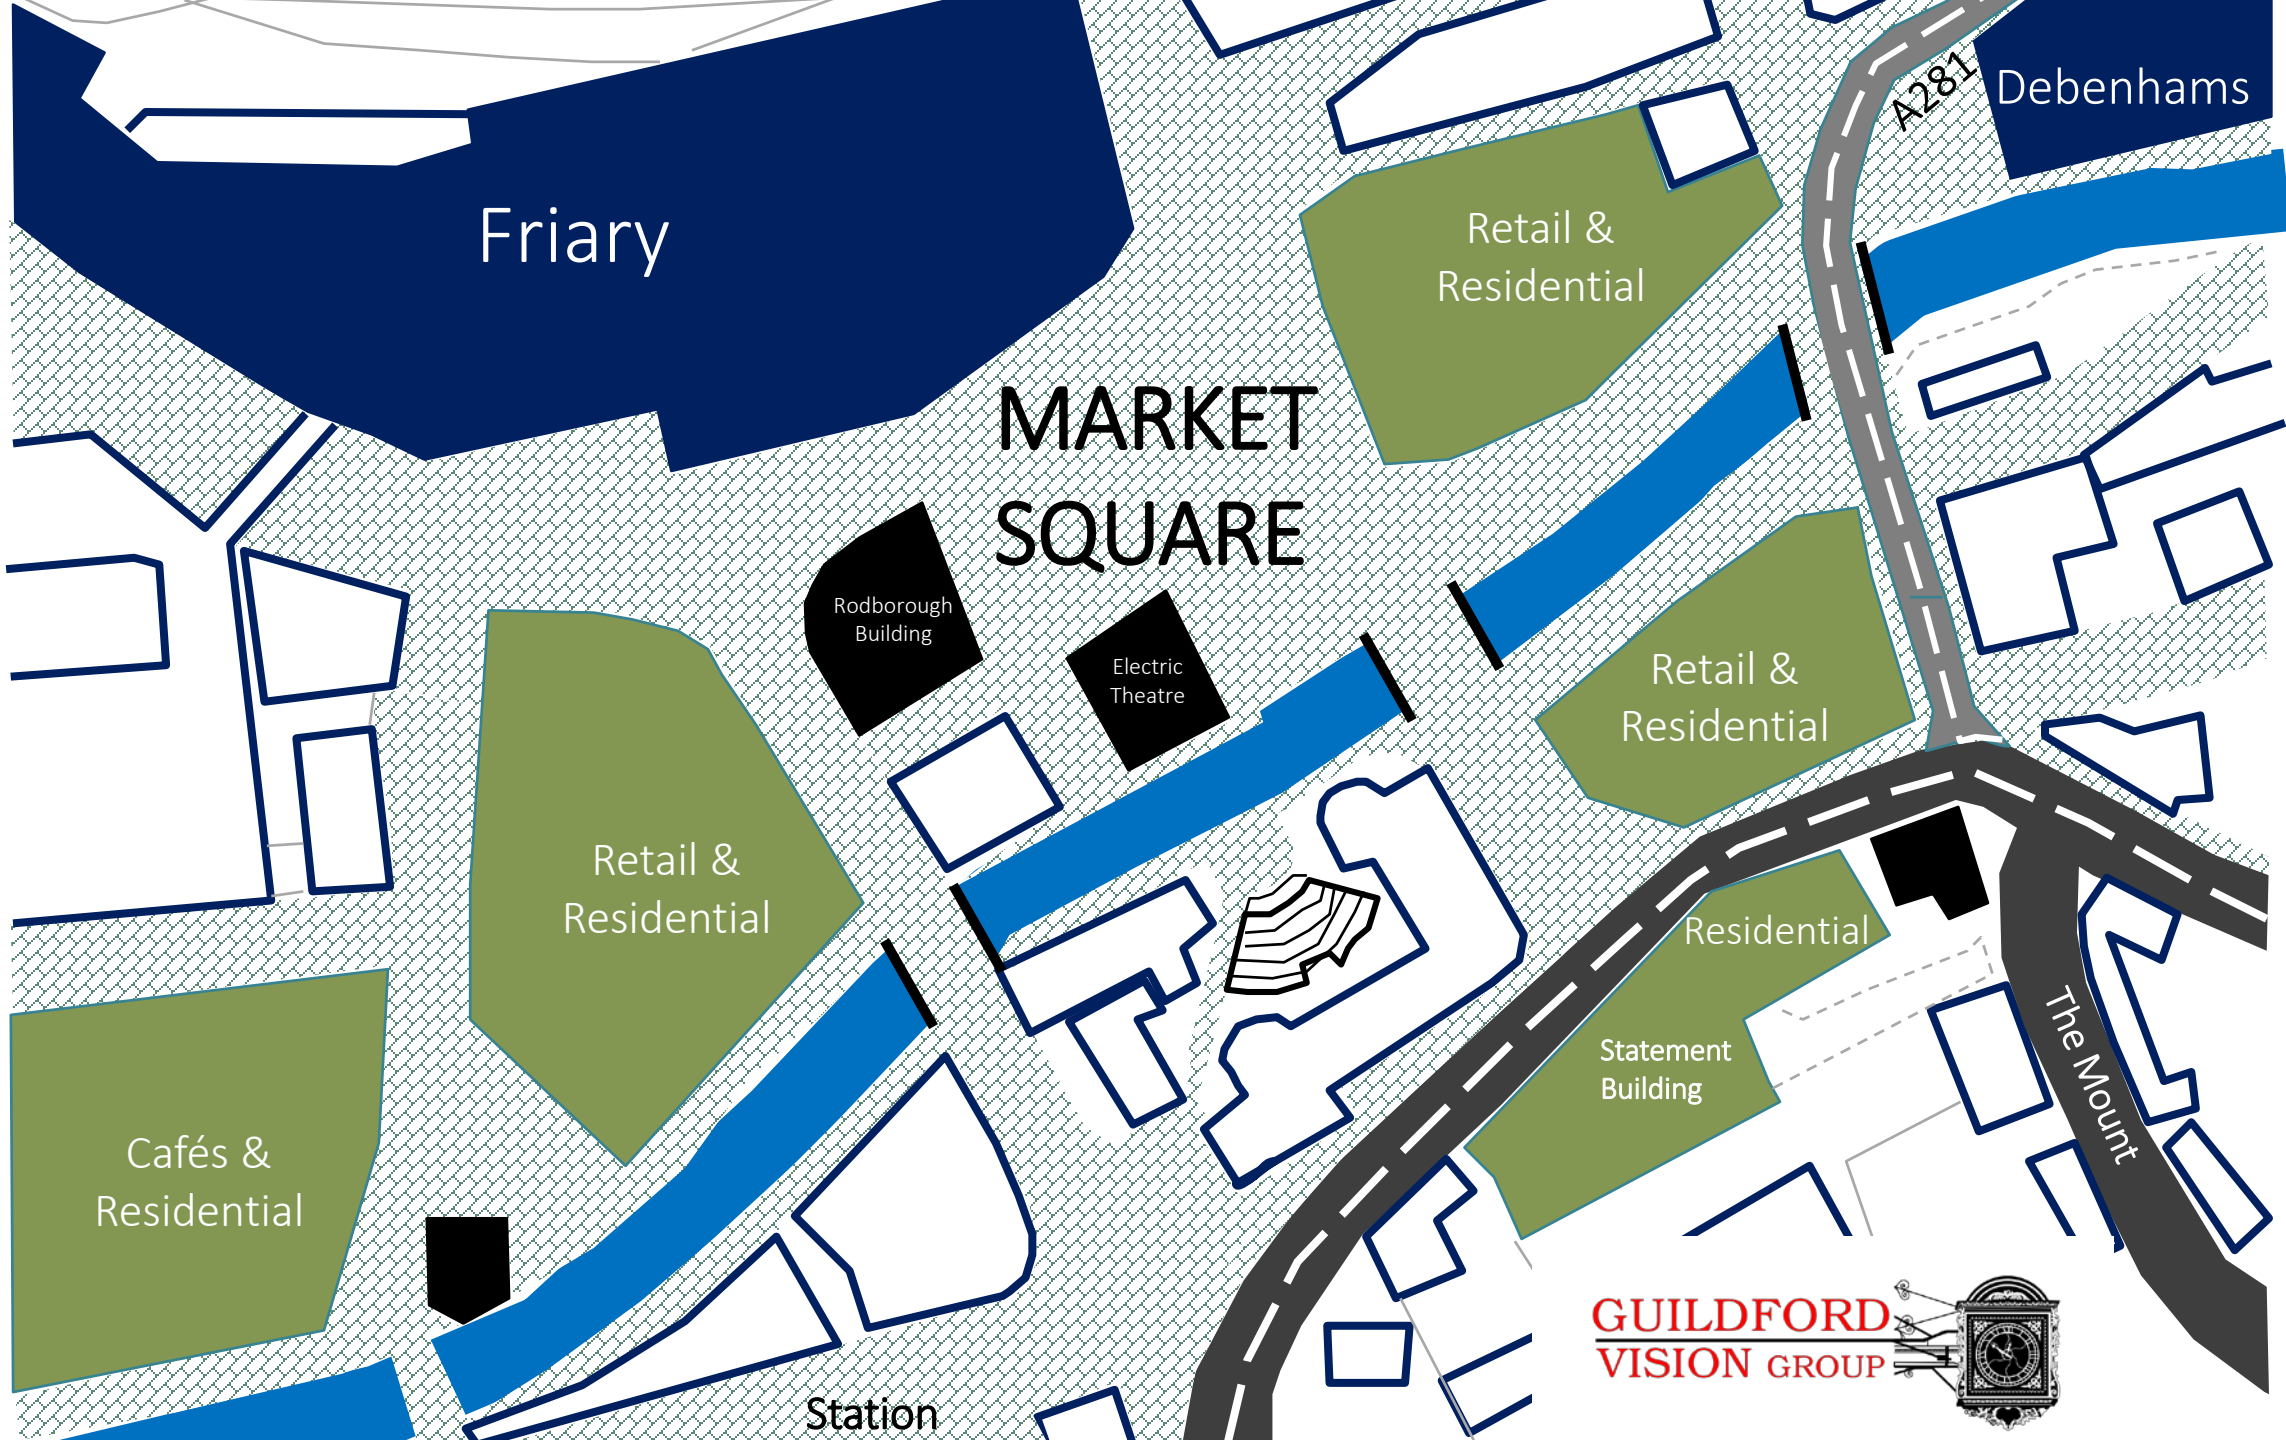 A281
Debenhams
Friary
Retail &
Residential
MARKET
SQUARE
Rodborough
Building
Electric
Theatre
Retail &
Residential
Retail &
Residential
Residential
Statement
Building
The Mount
Cafés &
Residential
Station
GUILDFORD
VISION GROUP